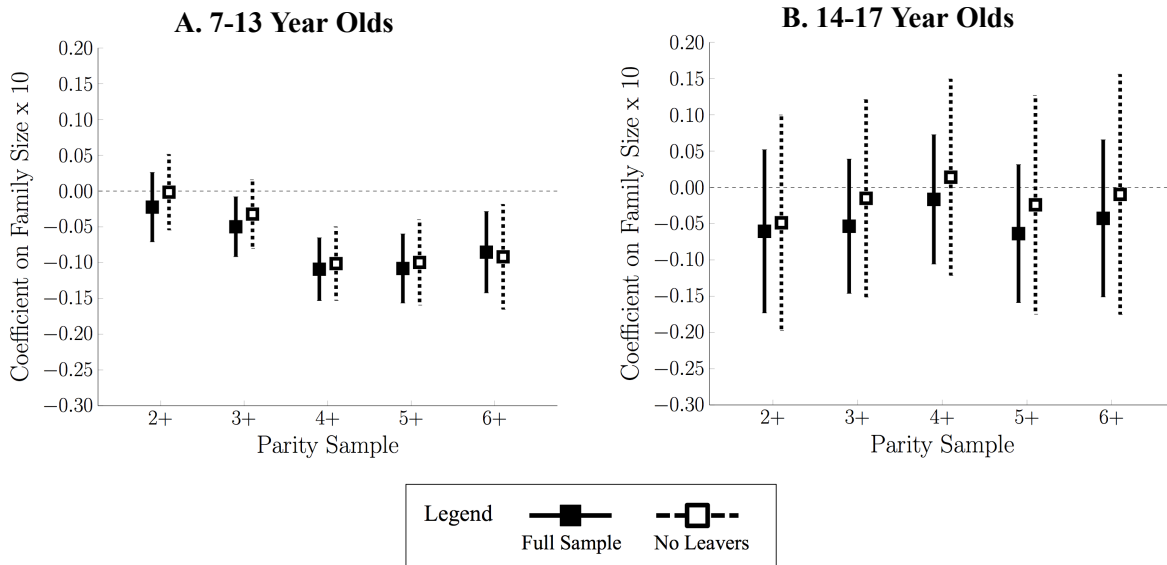 A. 7-13 Year Olds
0.20
0.15
0.10
0.05
0.00
−0.05
−0.10
−0.15
−0.20
−0.25
−0.30
Coefficient on Family Size x 10
2+ 3+ 4+ 5+ 6+
Parity Sample
B. 14-17 Year Olds
0.20
0.15
0.10
0.05
0.00
−0.05
−0.10
−0.15
−0.20
−0.25
−0.30
Coefficient on Family Size x 10
2+ 3+ 4+ 5+ 6+
Parity Sample
Legend
Full Sample No Leavers